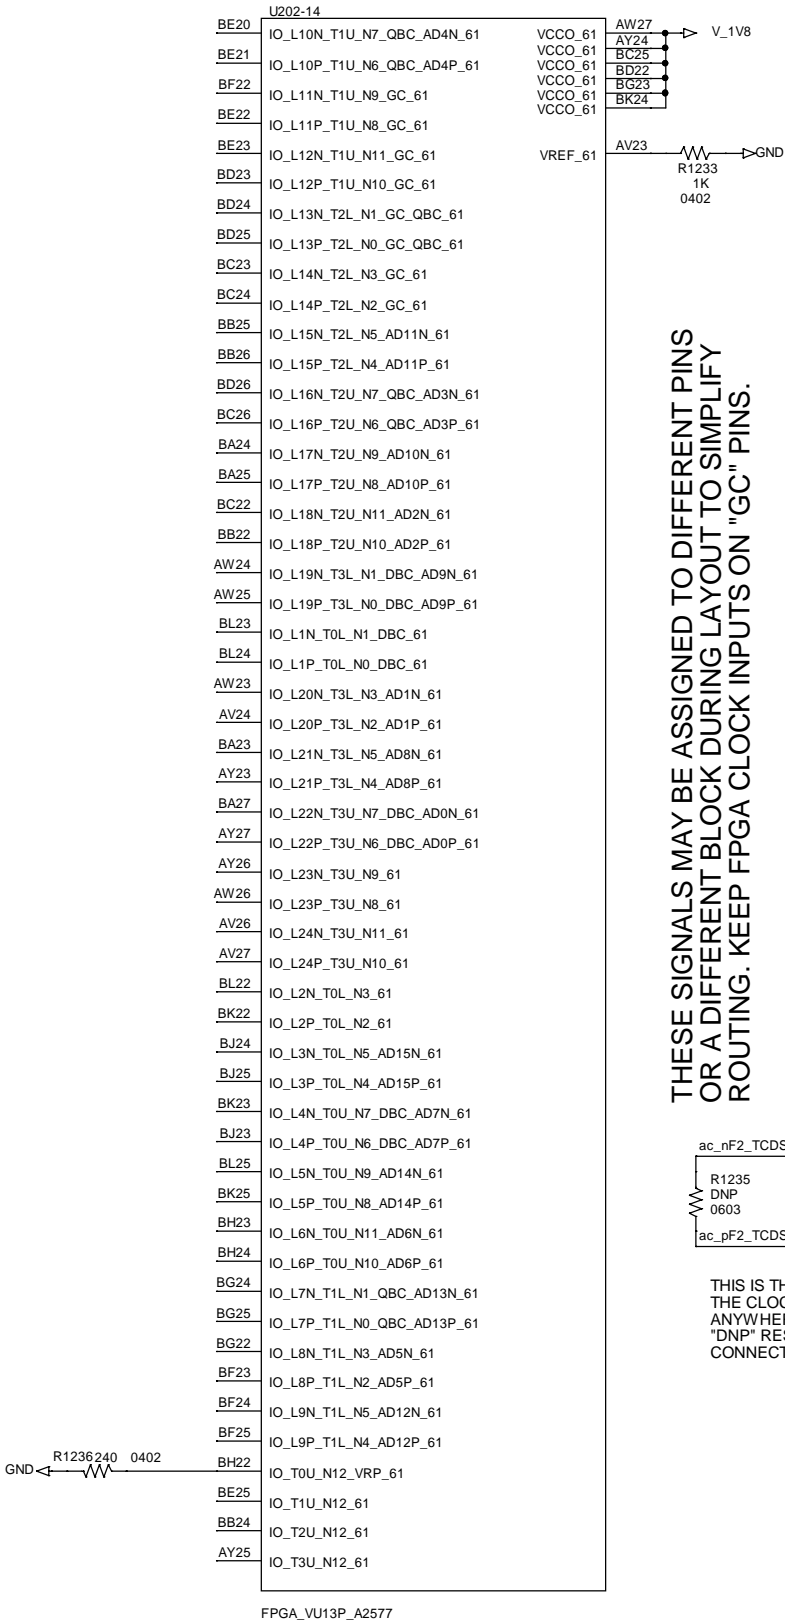 U202-14
BE20 IO_L10N_T1U_N7_QBC_AD4N_61 VCCO_61 AW27 V_1V8
VCCO_61 AY24
BE21 IO_L10P_T1U_N6_QBC_AD4P_61 VCCO_61 BC25
VCCO_61 BD22
BF22 IO_L11N_T1U_N9_GC_61 VCCO_61 BG23
VCCO_61 BK24
BE22 IO_L11P_T1U_N8_GC_61
BE23 IO_L12N_T1U_N11_GC_61 VREF_61 AV23 GND
R1233
1K
0402
BD23 IO_L12P_T1U_N10_GC_61
BD24 IO_L13N_T2L_N1_GC_QBC_61
BD25 IO_L13P_T2L_N0_GC_QBC_61
BC23 IO_L14N_T2L_N3_GC_61
BC24 IO_L14P_T2L_N2_GC_61
BB25 IO_L15N_T2L_N5_AD11N_61
BB26 IO_L15P_T2L_N4_AD11P_61
BD26 IO_L16N_T2U_N7_QBC_AD3N_61
BC26 IO_L16P_T2U_N6_QBC_AD3P_61
BA24 IO_L17N_T2U_N9_AD10N_61
BA25 IO_L17P_T2U_N8_AD10P_61
BC22 IO_L18N_T2U_N11_AD2N_61
BB22 IO_L18P_T2U_N10_AD2P_61
AW24 IO_L19N_T3L_N1_DBC_AD9N_61
AW25 IO_L19P_T3L_N0_DBC_AD9P_61
BL23 IO_L1N_T0L_N1_DBC_61
BL24 IO_L1P_T0L_N0_DBC_61
AW23 IO_L20N_T3L_N3_AD1N_61
AV24 IO_L20P_T3L_N2_AD1P_61
BA23 IO_L21N_T3L_N5_AD8N_61
AY23 IO_L21P_T3L_N4_AD8P_61
BA27 IO_L22N_T3U_N7_DBC_AD0N_61
AY27 IO_L22P_T3U_N6_DBC_AD0P_61
AY26 IO_L23N_T3U_N9_61
AW26 IO_L23P_T3U_N8_61
AV26 IO_L24N_T3U_N11_61
AV27 IO_L24P_T3U_N10_61
BL22 IO_L2N_T0L_N3_61
BK22 IO_L2P_T0L_N2_61
BJ24 IO_L3N_T0L_N5_AD15N_61
BJ25 IO_L3P_T0L_N4_AD15P_61
BK23 IO_L4N_T0U_N7_DBC_AD7N_61
BJ23 IO_L4P_T0U_N6_DBC_AD7P_61
BL25 IO_L5N_T0U_N9_AD14N_61
BK25 IO_L5P_T0U_N8_AD14P_61
BH23 IO_L6N_T0U_N11_AD6N_61
BH24 IO_L6P_T0U_N10_AD6P_61
BG24 IO_L7N_T1L_N1_QBC_AD13N_61
BG25 IO_L7P_T1L_N0_QBC_AD13P_61
BG22 IO_L8N_T1L_N3_AD5N_61
BF23 IO_L8P_T1L_N2_AD5P_61
BF24 IO_L9N_T1L_N5_AD12N_61
BF25 IO_L9P_T1L_N4_AD12P_61
GND R1236 240 0402 BH22 IO_T0U_N12_VRP_61
BE25 IO_T1U_N12_61
BB24 IO_T2U_N12_61
AY25 IO_T3U_N12_61
FPGA_VU13P_A2577
THESE SIGNALS MAY BE ASSIGNED TO DIFFERENT PINS
OR A DIFFERENT BLOCK DURING LAYOUT TO SIMPLIFY
ROUTING. KEEP FPGA CLOCK INPUTS ON "GC" PINS.
ac_nF2_TCDS
R1235
DNP
0603
ac_pF2_TCDS
THIS IS
THE
"DNP"
CONNECT